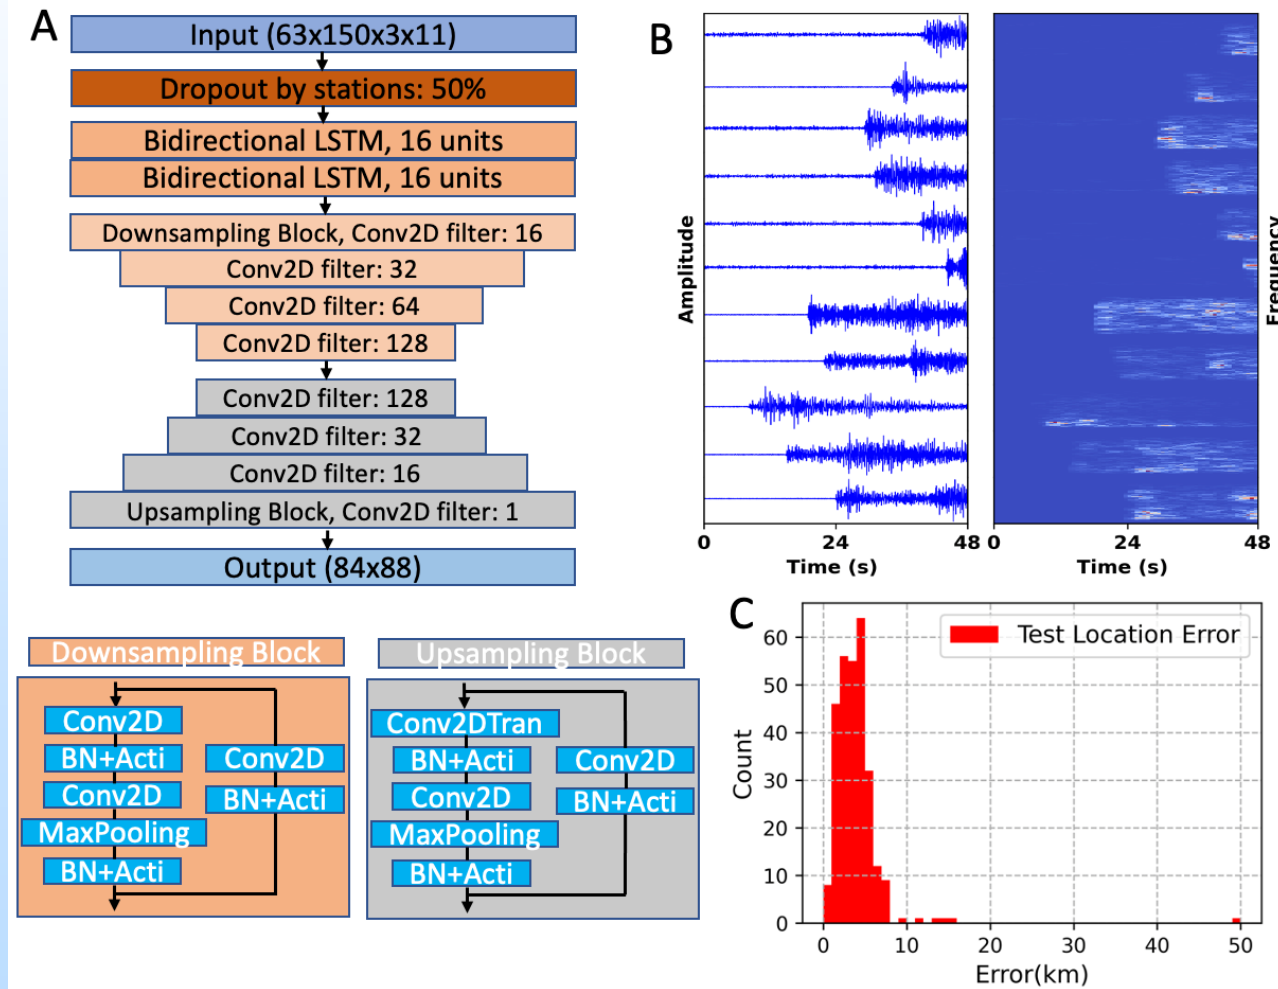 A
Input (63x150x3x11)
Dropout by stations: 50%
Bidirectional LSTM, 16 units
Bidirectional LSTM, 16 units
Downsampling Block, Conv2D filter: 16
Conv2D filter: 32
Conv2D filter: 64
Conv2D filter: 128
Conv2D filter: 128
Conv2D filter: 32
Conv2D filter: 16
Upsampling Block, Conv2D filter: 1
Output (84x88)
Downsampling Block
Conv2D
BN+Acti
Conv2D
MaxPooling
BN+Acti
Conv2D
BN+Acti
Upsampling Block
Conv2DTran
BN+Acti
Conv2D
MaxPooling
BN+Acti
Conv2D
BN+Acti
B
Amplitude
0 24 48
Time (s)
Frequency
0 24 48
Time (s)
C
Test Location Error
Count
60
50
40
30
20
10
0
0 10 20 30 40 50
Error(km)